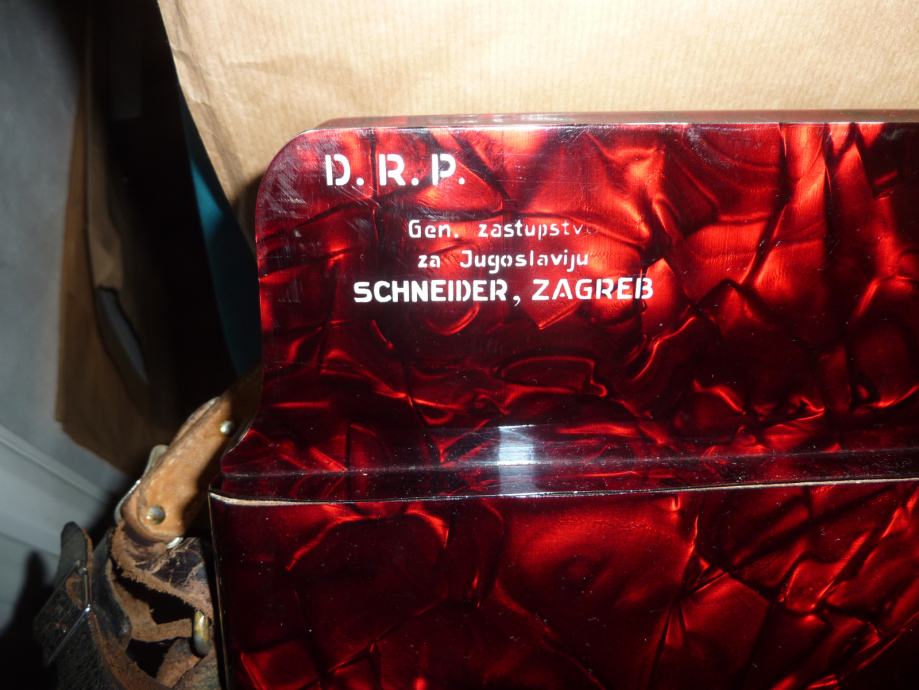 D.R.P.
Gen. zastupstvo
za Jugoslaviju
SCHNEIDER, ZAGREB